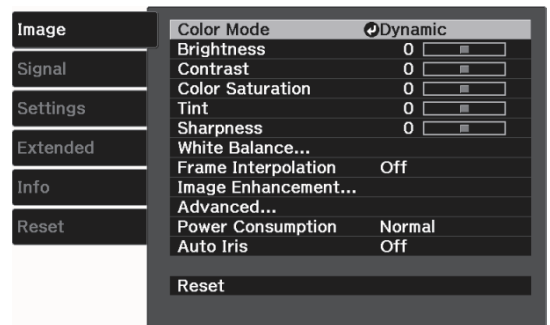 Image
Signal
Settings
Extended
Info
Reset
Color Mode Dynamic
Brightness 0
Contrast 0
Color Saturation 0
Tint 0
Sharpness 0
White Balance...
Frame Interpolation Off
Image Enhancement...
Advanced...
Power Consumption Normal
Auto Iris Off
Reset